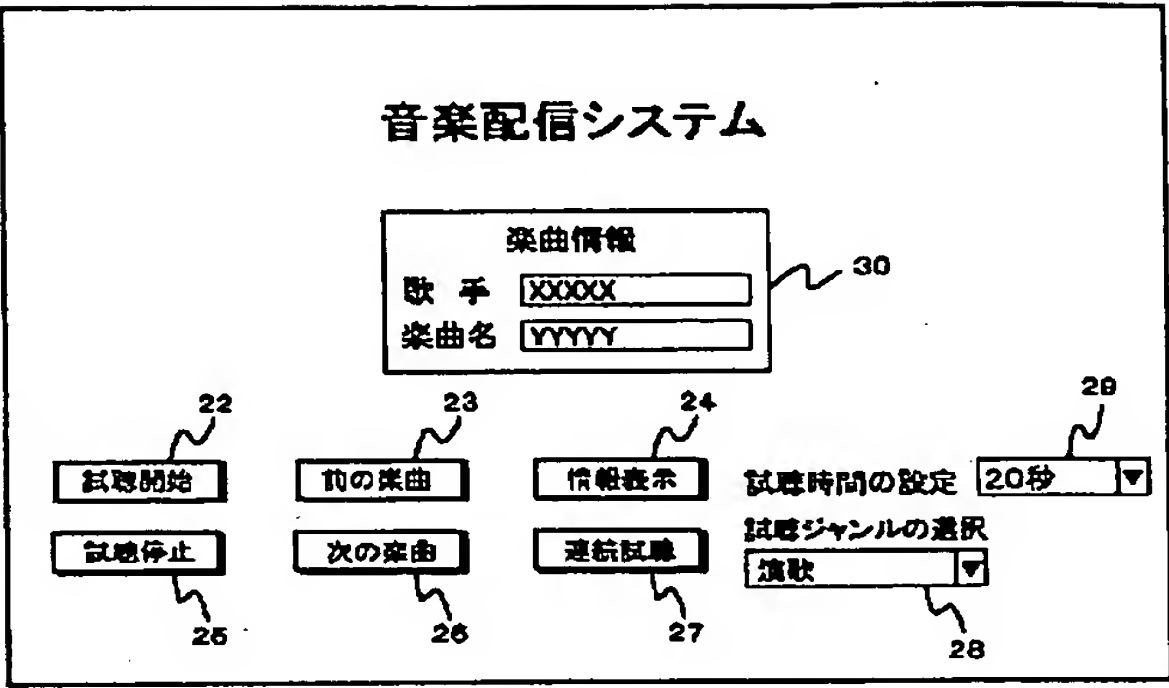 音楽配信システム
楽曲情報
歌 手 XXXXX
楽曲名 YYYYY
30
22 23 24 29
試聴開始 前の楽曲 情報表示 試聴時間の設定 20秒 ▼
試聴ジャンルの選択
試聴停止 次の楽曲 連続試聴 演歌 ▼
25 26 27 28